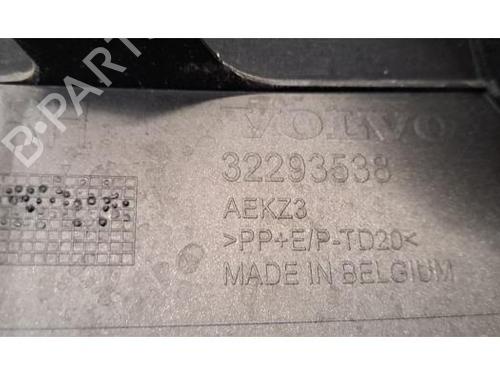 VOLVO
32293538
AEKZ3
>PP+E/P-TD20<
MADE IN BELGIUM
B-PARTS